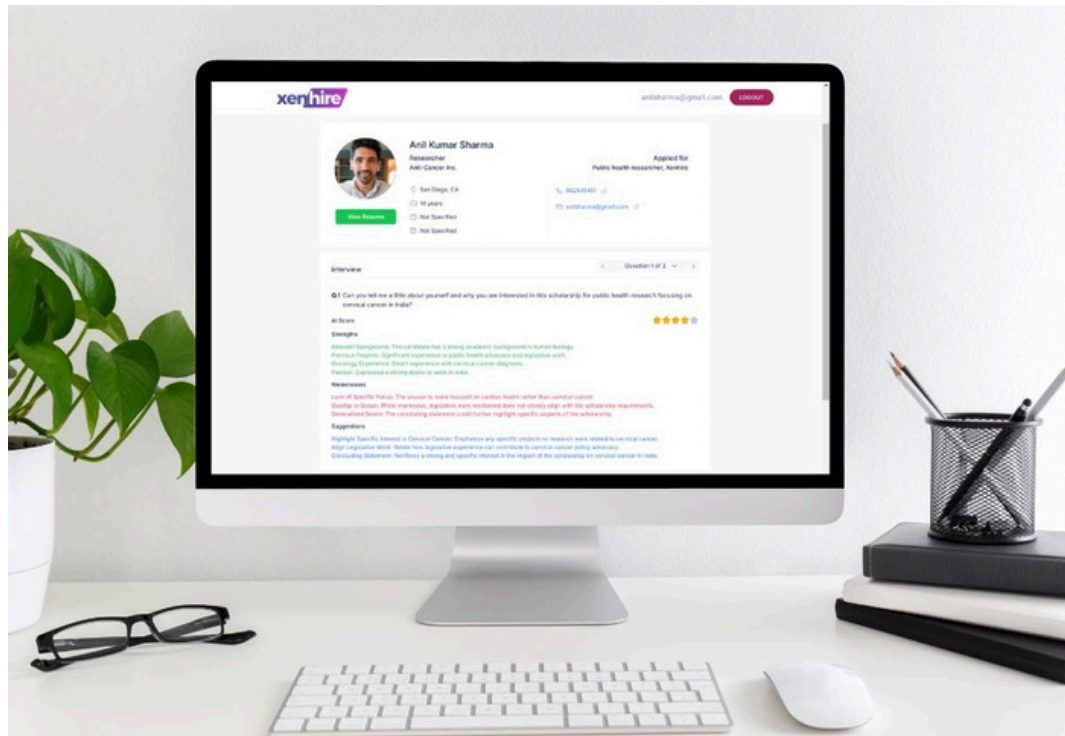 xenhire
anilsharma@gmail.com LOGOUT
Anil Kumar Sharma
Researcher
Anti-Cancer Inc.
Applied for
Public health researcher, Xenhire
San Diego, CA
14 years
Not Specified
Not Specified
View Resume
anilsharma@gmail.com
Interview
Question 1 of 2
Q.1 Can you tell me a little about yourself and why you are interested in this scholarship for public health research focusing on
cervical cancer in India?
AI Score
Strengths
Relevant Background: The candidate has a strong academic background in human biology.
Previous Projects: Significant experience in public health advocacy and legislative work.
Oncology Experience: Direct experience with cervical cancer diagnosis.
Passion: Expressed a strong desire to work in India.
Weaknesses
Lack of Specific Focus: The answer is more focused on cardiac health rather than cervical cancer.
Overlap in Scope: While impressive, legislative work mentioned does not closely align with the scholarship requirements.
Generalized Desire: The concluding statement could further highlight specific aspects of the scholarship.
Suggestions
Highlight Specific Interest in Cervical Cancer: Emphasize any specific projects or research work related to cervical cancer.
Align Legislative Work: Relate how legislative experience can contribute to cervical cancer policy advocacy.
Concluding Statement: Reinforce a strong and specific interest in the impact of the scholarship on cervical cancer in India.